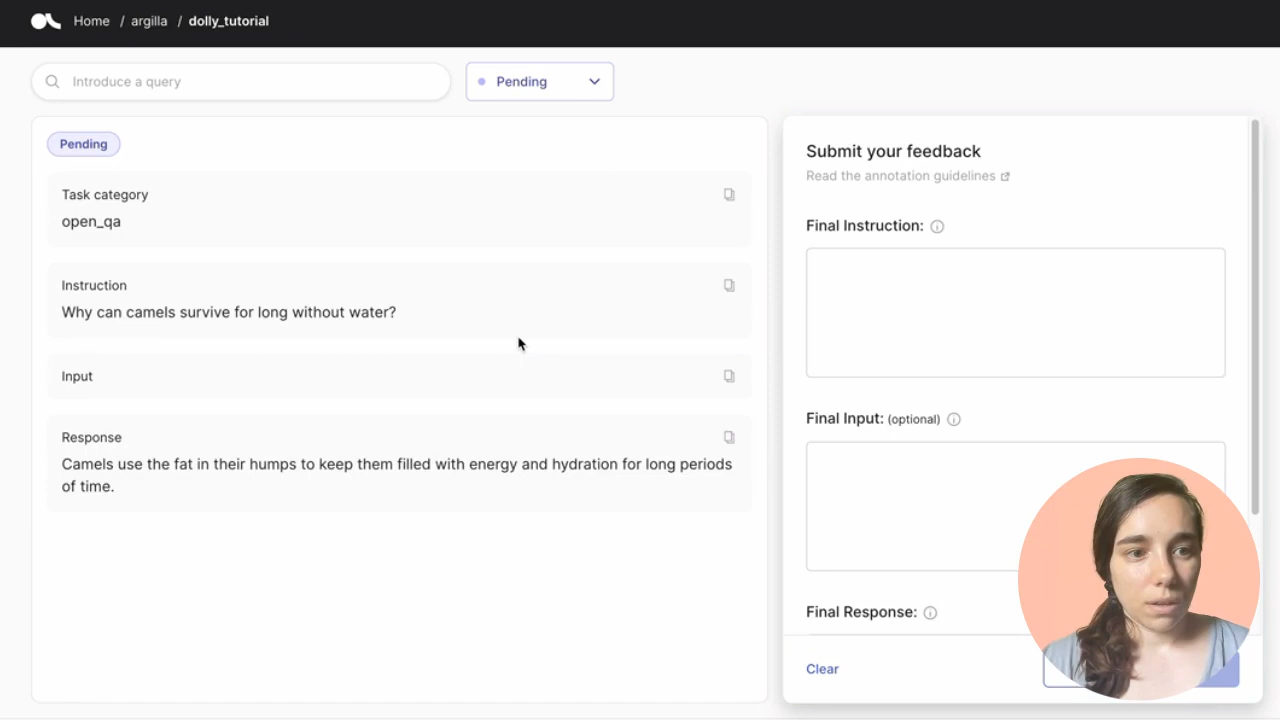 Home / argilla / dolly_tutorial
Introduce a query
Pending
Pending
Task category
open_qa
Instruction
Why can camels survive for long without water?
Input
Response
Camels use the fat in their humps to keep them filled with energy and hydration for long periods
of time.
Submit your feedback
Read the annotation guidelines
Final Instruction:
Final Input: (optional)
Final Response:
Clear